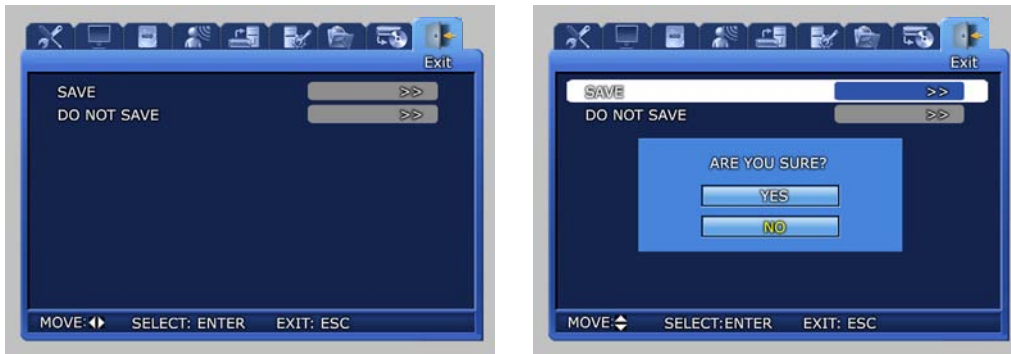 Exit
SAVE >>
DO NOT SAVE >>
MOVE: SELECT: ENTER EXIT: ESC
Exit
SAVE >>
DO NOT SAVE >>
ARE YOU SURE?
YES
NO
MOVE: SELECT:ENTER EXIT: ESC